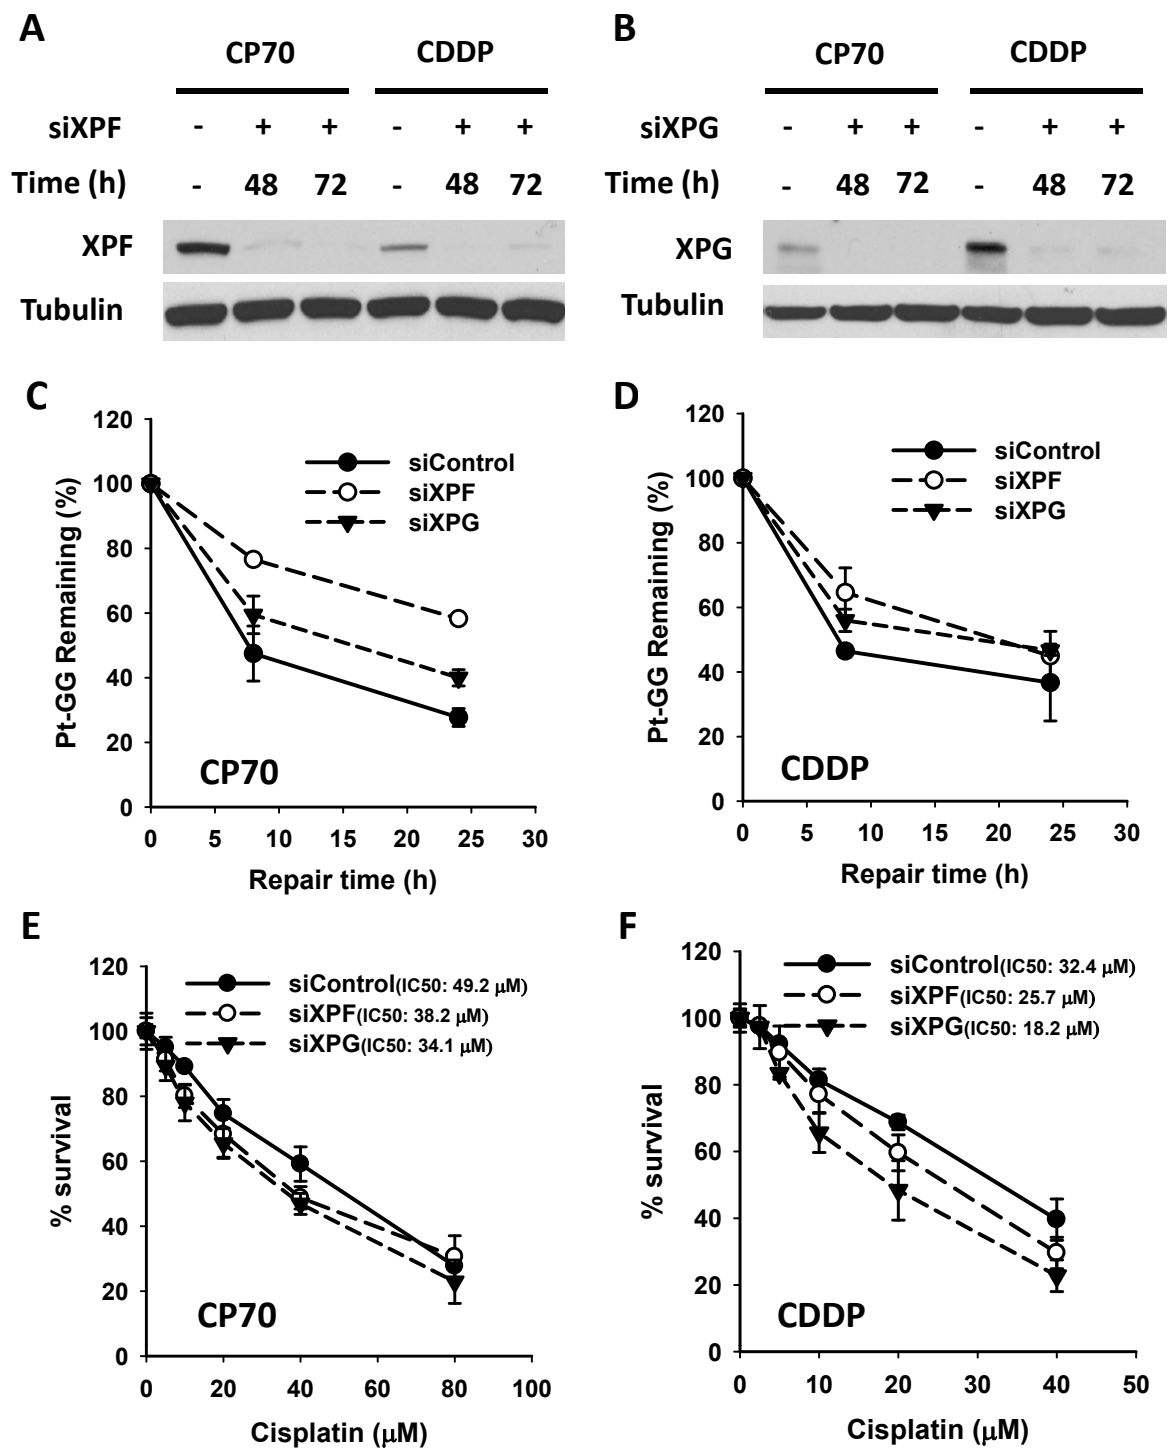 A
CP70 CDDP
siXPF - + + - + +
Time (h) - 48 72 - 48 72
XPF
Tubulin
B
CP70 CDDP
siXPG - + + - + +
Time (h) - 48 72 - 48 72
XPG
Tubulin
C
120
100
80
60
40
20
0
Pt-GG Remaining (%)
siControl
siXPF
siXPG
CP70
0 5 10 15 20 25 30
Repair time (h)
D
120
100
80
60
40
20
0
Pt-GG Remaining (%)
siControl
siXPF
siXPG
CDDP
0 5 10 15 20 25 30
Repair time (h)
E
120
100
80
60
40
20
0
% survival
siControl(IC50: 49.2 μM)
siXPF(IC50: 38.2 μM)
siXPG(IC50: 34.1 μM)
CP70
0 20 40 60 80 100
Cisplatin (μM)
F
120
100
80
60
40
20
0
% survival
siControl(IC50: 32.4 μM)
siXPF(IC50: 25.7 μM)
siXPG(IC50: 18.2 μM)
CDDP
0 10 20 30 40 50
Cisplatin (μM)